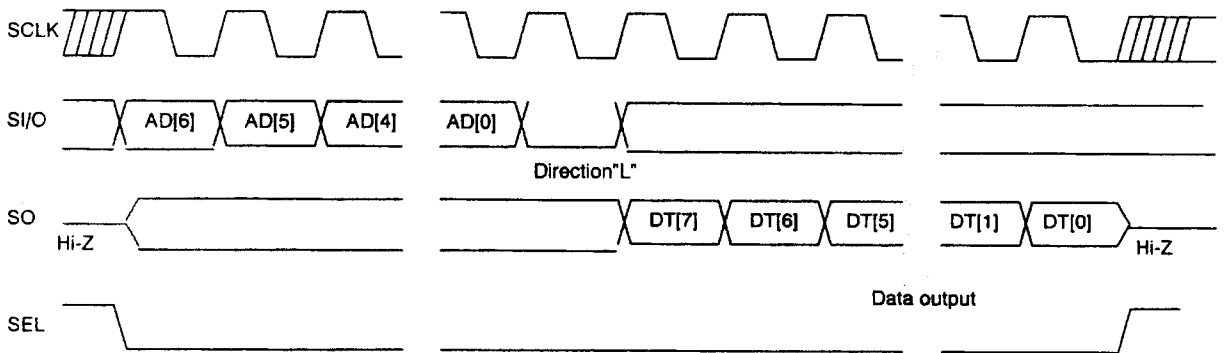 SCLK
SI/O AD[6] AD[5] AD[4] AD[0]
Direction"L"
SO DT[7] DT[6] DT[5] DT[1] DT[0]
Hi-Z Hi-Z
Data output
SEL